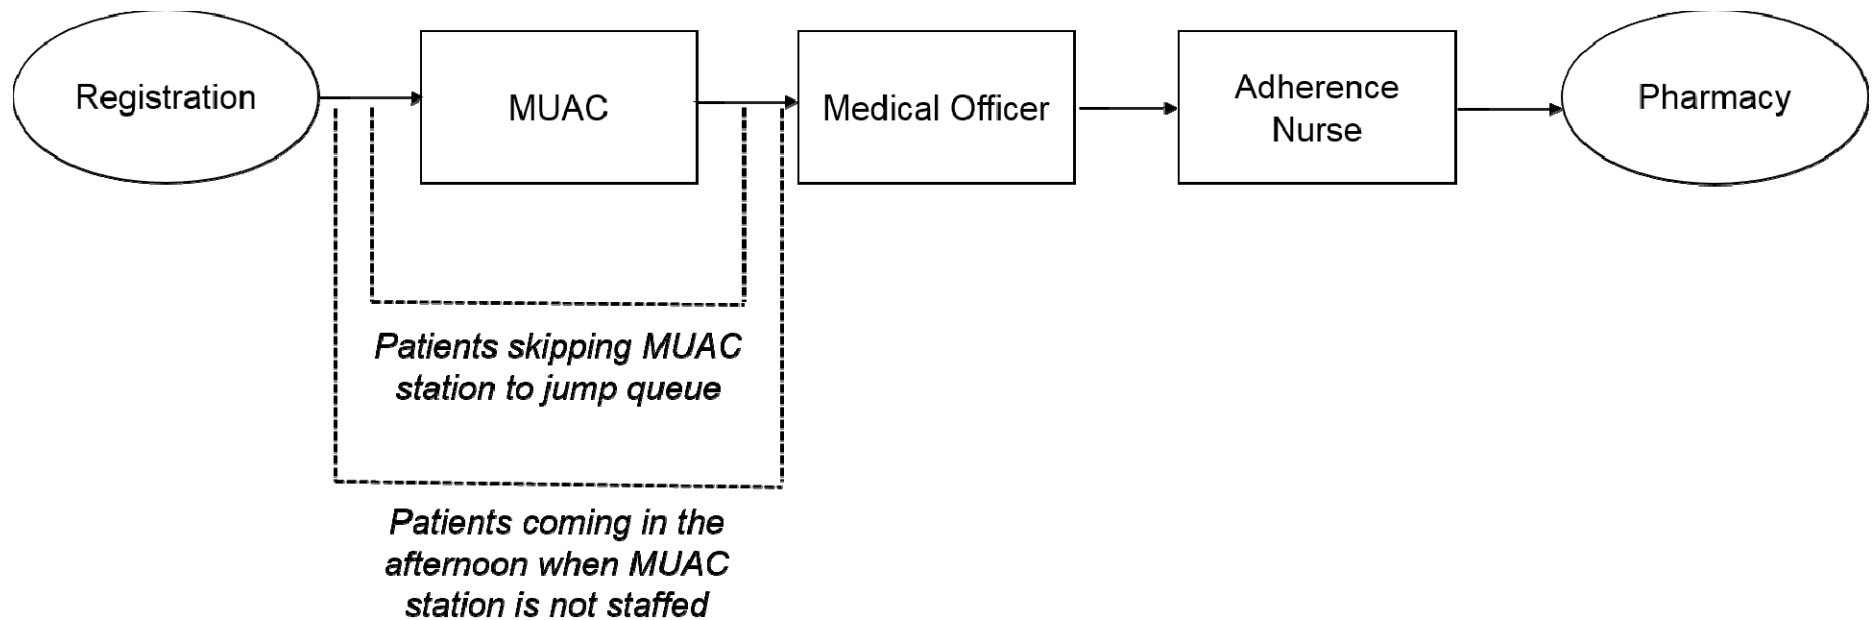 Registration
MUAC
Medical Officer
Adherence
Nurse
Pharmacy
Patients skipping MUAC
station to jump queue
Patients coming in the
afternoon when MUAC
station is not staffed